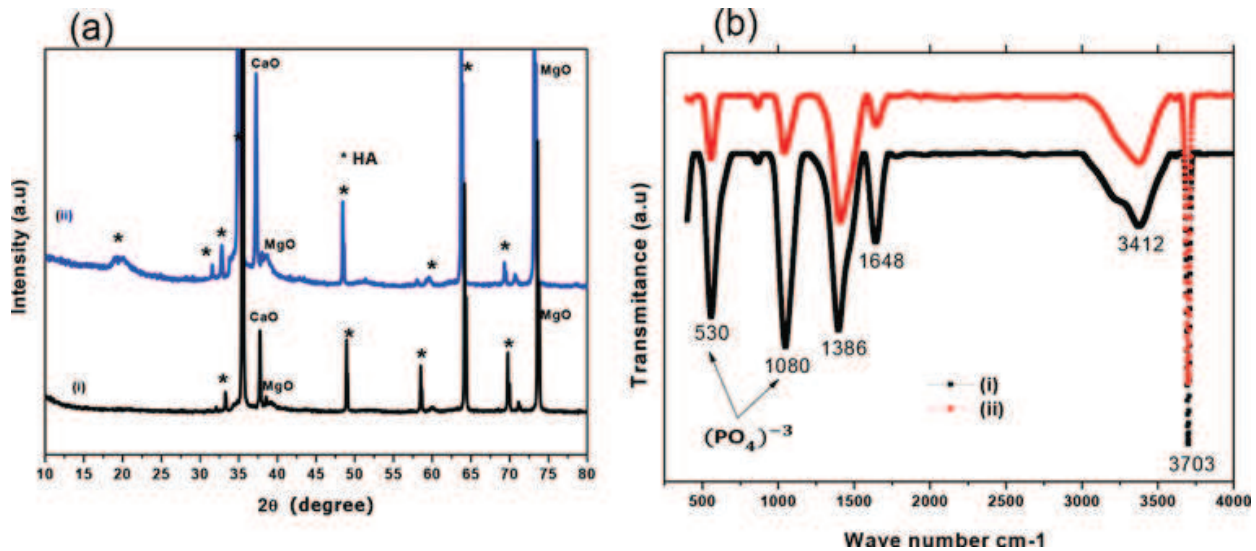 (a)
CaO
*
MgO
*
* HA
*
(ii)
*
*
*
MgO
*
*
CaO
MgO
*
*
*
(i)
*
MgO
10 15 20 25 30 35 40 45 50 55 60 65 70 75 80
2θ (degree)
Intensity (a.u)
(b)
530
1080
1386
1648
3412
3703
(PO₄)⁻³
(i)
(ii)
500 1000 1500 2000 2500 3000 3500 4000
Wave number cm-1
Transmitance (a.u)